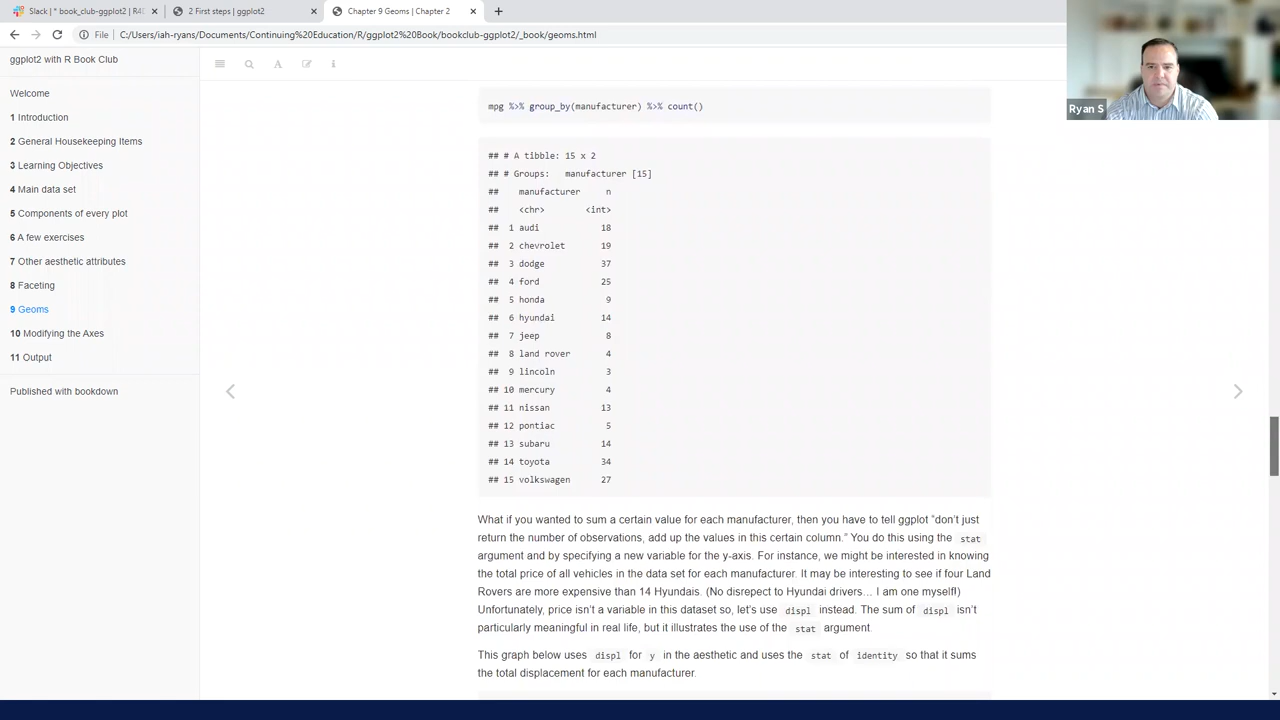 Slack | * book_club-ggplot2 | R4D
2 First steps | ggplot2
Chapter 9 Geoms | Chapter 2
File
C:/Users/iah-ryans/Documents/Continuing%20Education/R/ggplot2%20Book/bookclub-ggplot2/_book/geoms.html
ggplot2 with R Book Club
Welcome
1 Introduction
2 General Housekeeping Items
3 Learning Objectives
4 Main data set
5 Components of every plot
6 A few exercises
7 Other aesthetic attributes
8 Faceting
9 Geoms
10 Modifying the Axes
11 Output
Published with bookdown
Ryan S
mpg %>% group_by(manufacturer) %>% count()
## # A tibble: 15 x 2
## # Groups: manufacturer [15]
## manufacturer n
## <chr> <int>
## 1 audi 18
## 2 chevrolet 19
## 3 dodge 37
## 4 ford 25
## 5 honda 9
## 6 hyundai 14
## 7 jeep 8
## 8 land rover 4
## 9 lincoln 3
## 10 mercury 4
## 11 nissan 13
## 12 pontiac 5
## 13 subaru 14
## 14 toyota 34
## 15 volkswagen 27
What if you wanted to sum a certain value for each manufacturer, then you have to tell ggplot "don't just
return the number of observations, add up the values in this certain column." You do this using the stat
argument and by specifying a new variable for the y-axis. For instance, we might be interested in knowing
the total price of all vehicles in the data set for each manufacturer. It may be interesting to see if four Land
Rovers are more expensive than 14 Hyundais. (No disrepect to Hyundai drivers… I am one myself!)
Unfortunately, price isn't a variable in this dataset so, let's use displ instead. The sum of displ isn't
particularly meaningful in real life, but it illustrates the use of the stat argument.
This graph below uses displ for y in the aesthetic and uses the stat of identity so that it sums
the total displacement for each manufacturer.